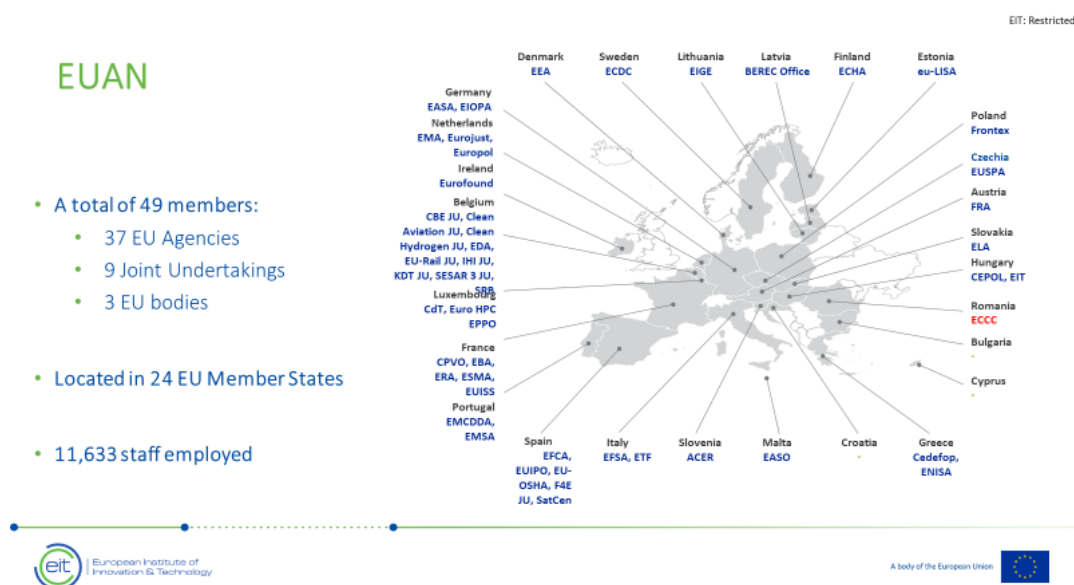 EIT: Restricted
EUAN
• A total of 49 members:
• 37 EU Agencies
• 9 Joint Undertakings
• 3 EU bodies
• Located in 24 EU Member States
• 11,633 staff employed
Denmark
EEA
Sweden
ECDC
Lithuania
EIGE
Latvia
BEREC Office
Finland
ECHA
Estonia
eu-LISA
Germany
EASA, EIOPA
Netherlands
EMA, Eurojust,
Europol
Ireland
Eurofound
Belgium
CBE JU, Clean
Aviation JU, Clean
Hydrogen JU, EDA,
EU-Rail JU, IHI JU,
KDT JU, SESAR 3 JU,
SRB
Luxembourg
CdT, Euro HPC
EPPO
France
CPVO, EBA,
ERA, ESMA,
EUISS
Portugal
EMCDDA,
EMSA
Poland
Frontex
Czechia
EUSPA
Austria
FRA
Slovakia
ELA
Hungary
CEPOL, EIT
Romania
ECCC
Bulgaria
-
Cyprus
-
Spain
EFCA,
EUIPO, EU-
OSHA, F4E
JU, SatCen
Italy
EFSA, ETF
Slovenia
ACER
Malta
EASO
Croatia
-
Greece
Cedefop,
ENISA
eit
European Institute of
Innovation & Technology
A body of the European Union